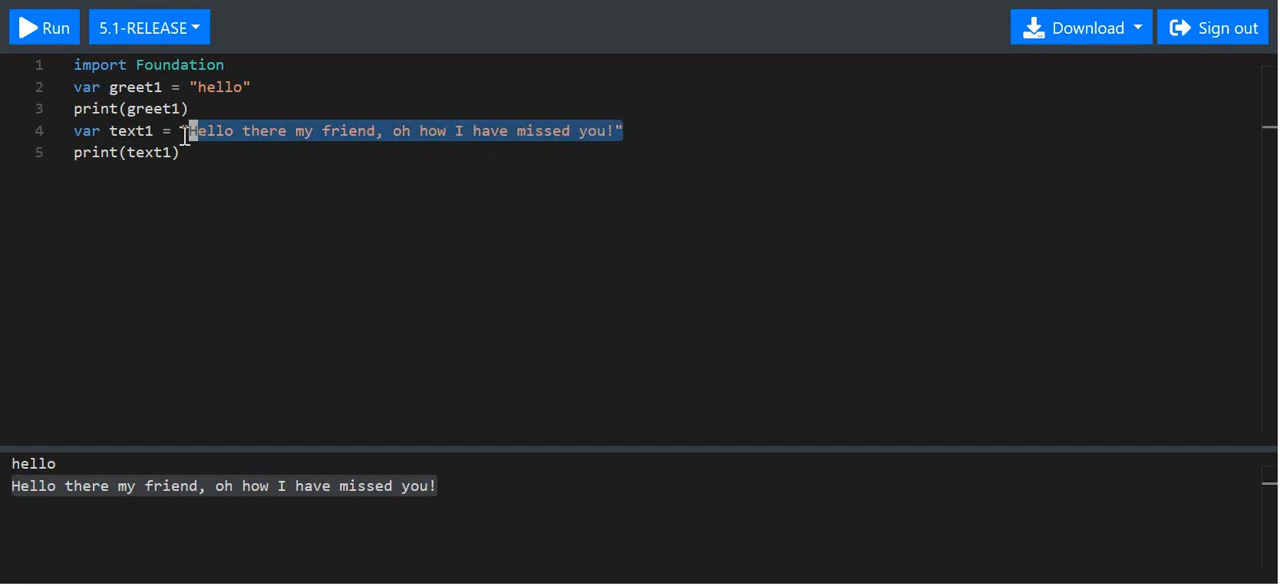 Run 5.1-RELEASE Download Sign out
1 import Foundation
2 var greet1 = "hello"
3 print(greet1)
4 var text1 = "Hello there my friend, oh how I have missed you!"
5 print(text1)
hello
Hello there my friend, oh how I have missed you!